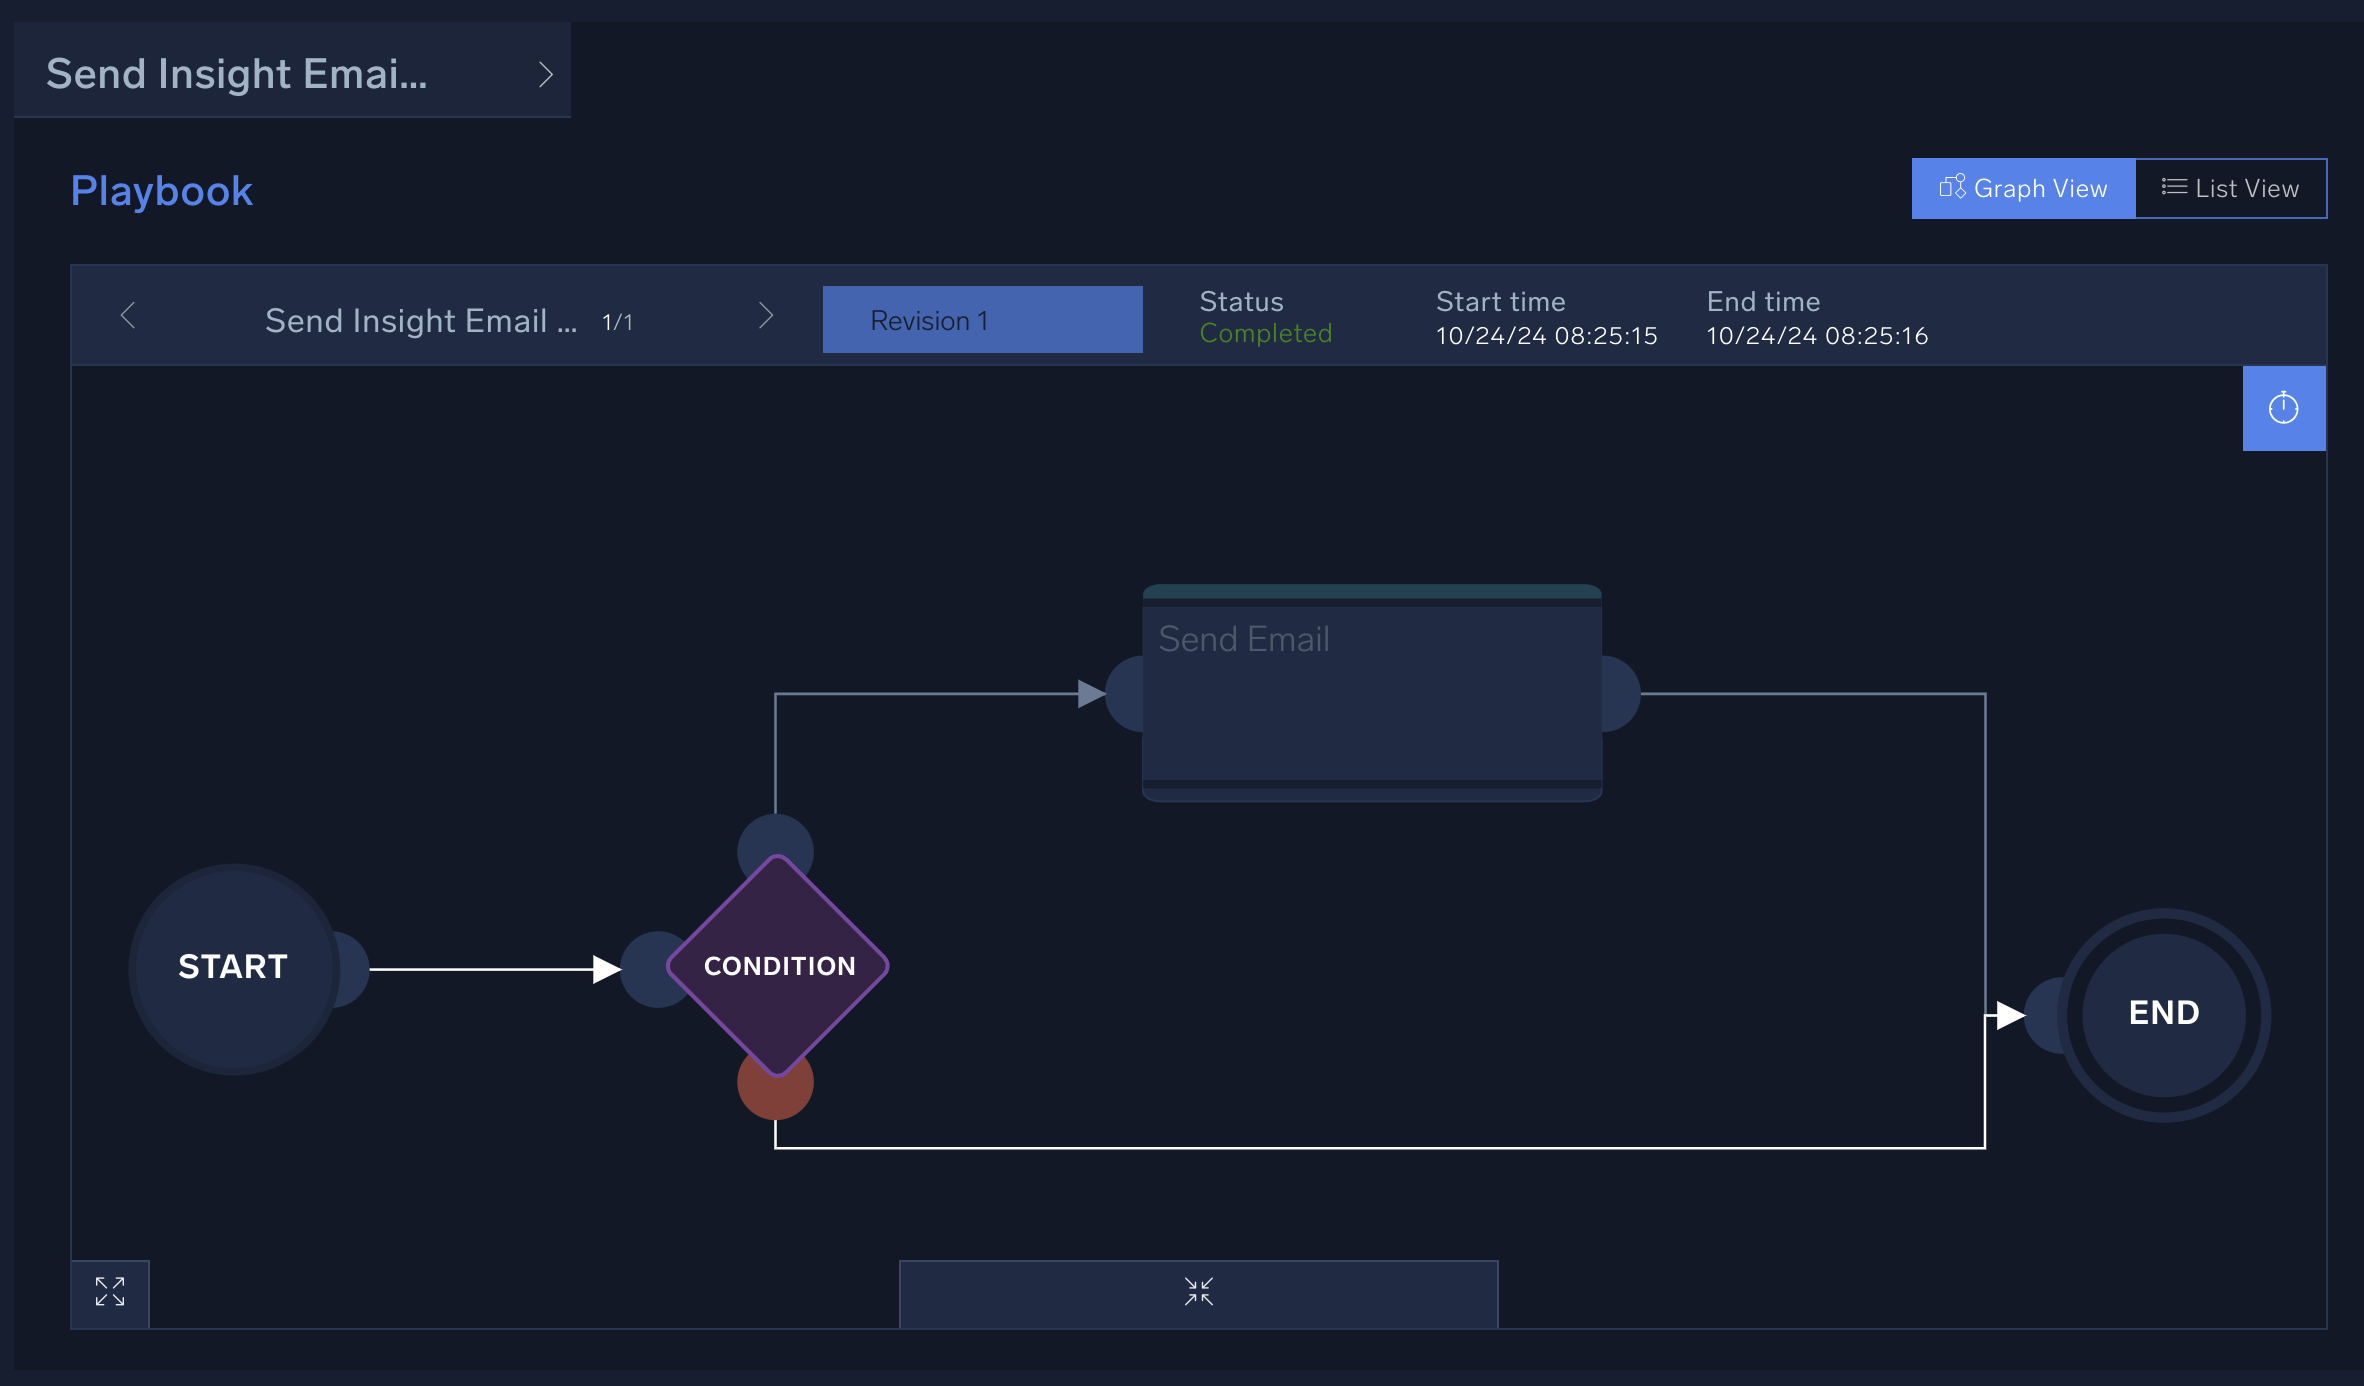 Send Insight Emai...
Playbook
Graph View
List View
Send Insight Email ... 1/1
Revision 1
Status
Completed
Start time
10/24/24 08:25:15
End time
10/24/24 08:25:16
Send Email
START
CONDITION
END